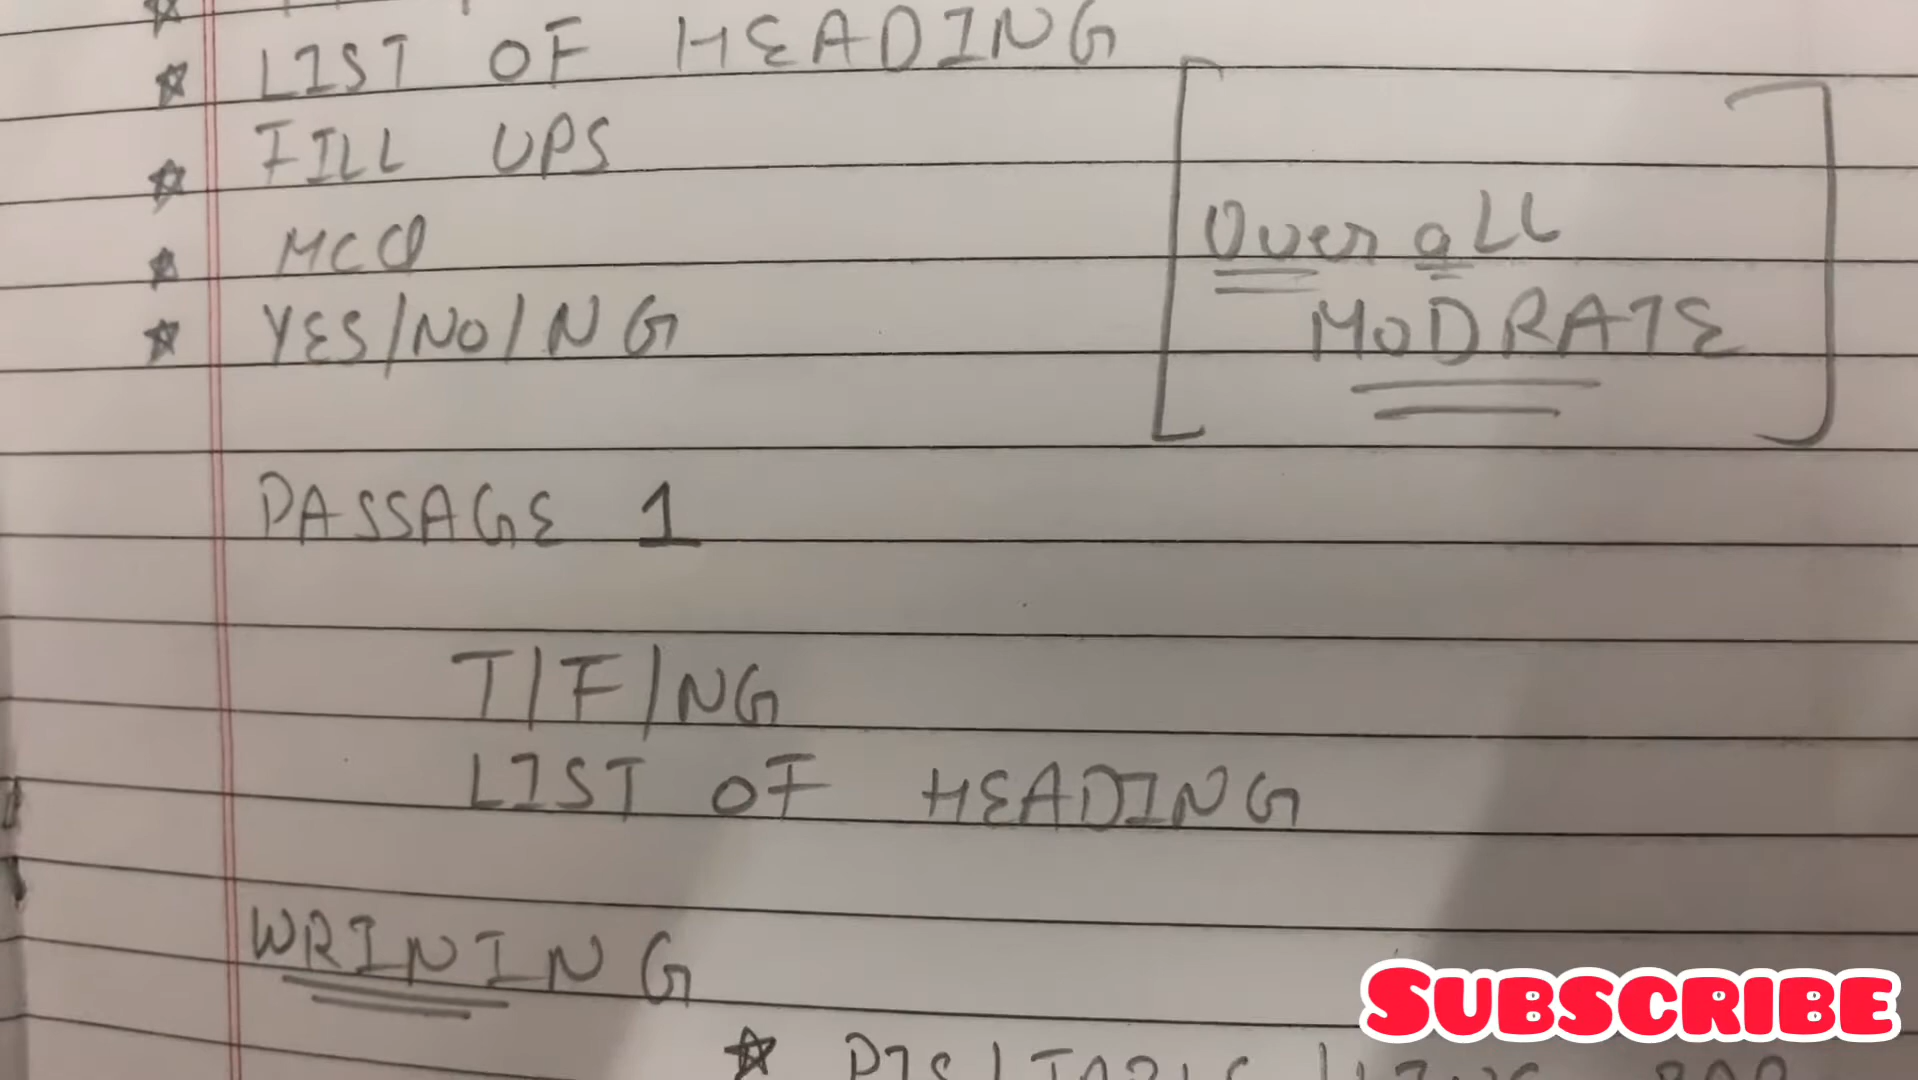 LIST OF HEADING
FILL UPS
MCQ
YES/NO/NG
Over all
MODRATE
PASSAGE 1
T/F/NG
LIST OF HEADING
WRINING
SUBSCRIBE